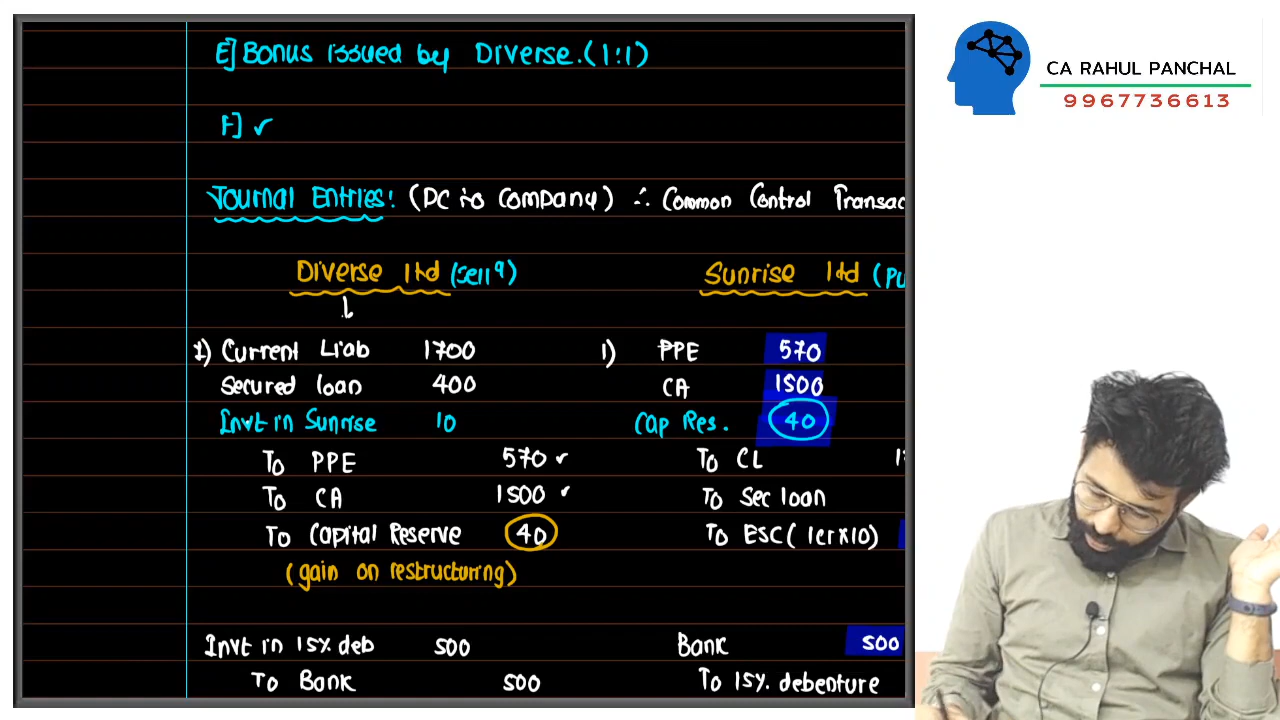 E] Bonus issued by Diverse. (1:1)
F] ✓
Journal Entries: (DC is Company) ∴ Common Control Transac
Diverse ltd (Sell9)
Sunrise ltd (Pu
1) Current Liab 1700
Secured loan 400
Invt in Sunrise 10
To PPE 570 ✓
To CA 1500 ✓
To Capital Reserve 40
(gain on restructuring)
Invt in 15% deb 500
To Bank 500
1) PPE 570
CA 1500
Cap Res. 40
To CL 1
To Sec loan
To ESC (1cr x 10)
Bank 500
To 15% debenture
CA RAHUL PANCHAL
9967736613